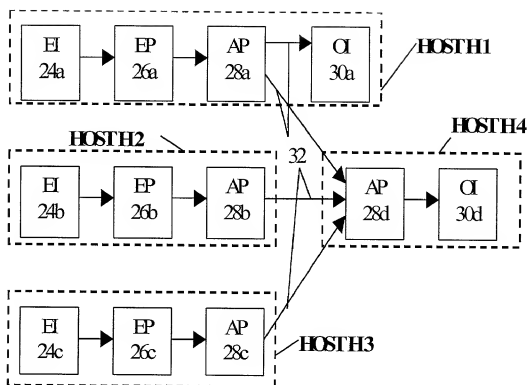 EI
24a
EP
26a
AP
28a
OI
30a
HOST H1
HOST H2
HOST H4
32
EI
24b
EP
26b
AP
28b
AP
28d
OI
30d
EI
24c
EP
26c
AP
28c
HOST H3